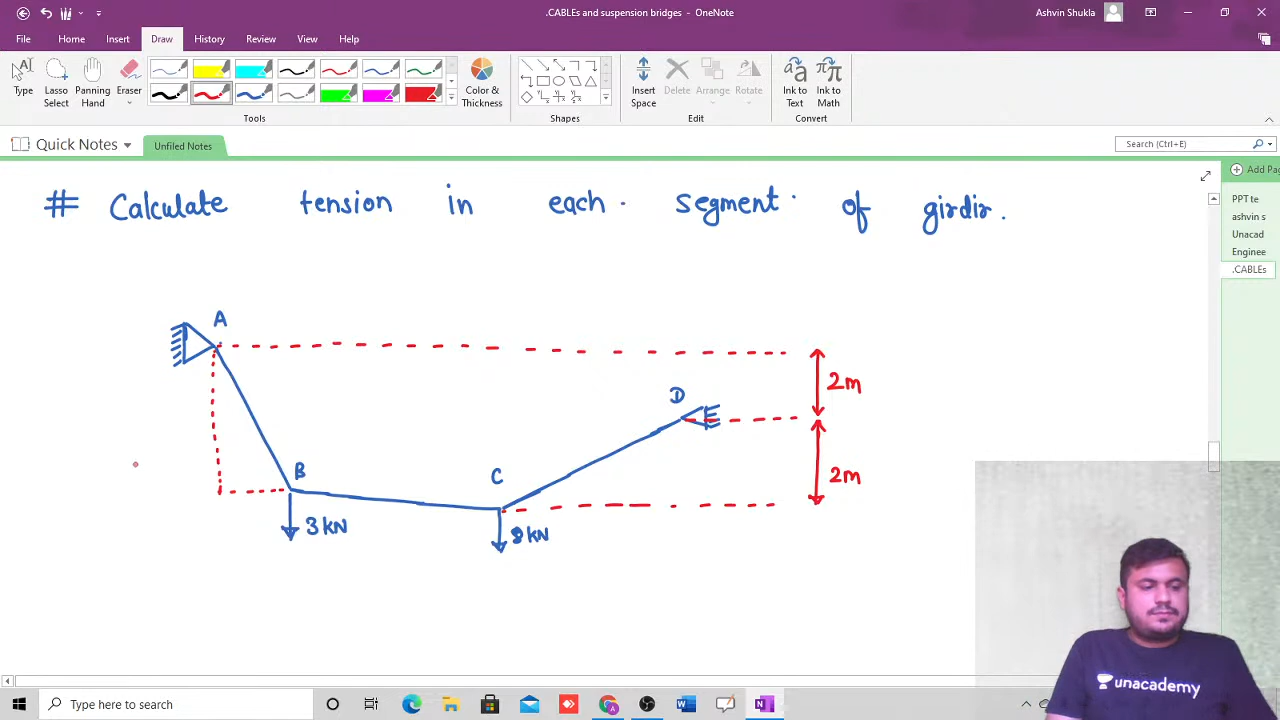 .CABLEs and suspension bridges - OneNote
Ashvin Shukla
File Home Insert Draw History Review View Help
Type
Lasso Select
Panning Hand
Eraser
Color & Thickness
Insert Space
Delete
Arrange
Rotate
Ink to Text
Ink to Math
Tools
Shapes
Edit
Convert
Quick Notes
Unfiled Notes
Search (Ctrl+E)
Add Pag
PPT te
ashvin s
Unacad
Enginee
.CABLEs
# Calculate tension in each . segment . of girdir .
A
2m
D
B
C
2m
3 kN
8 kN
unacademy
Type here to search